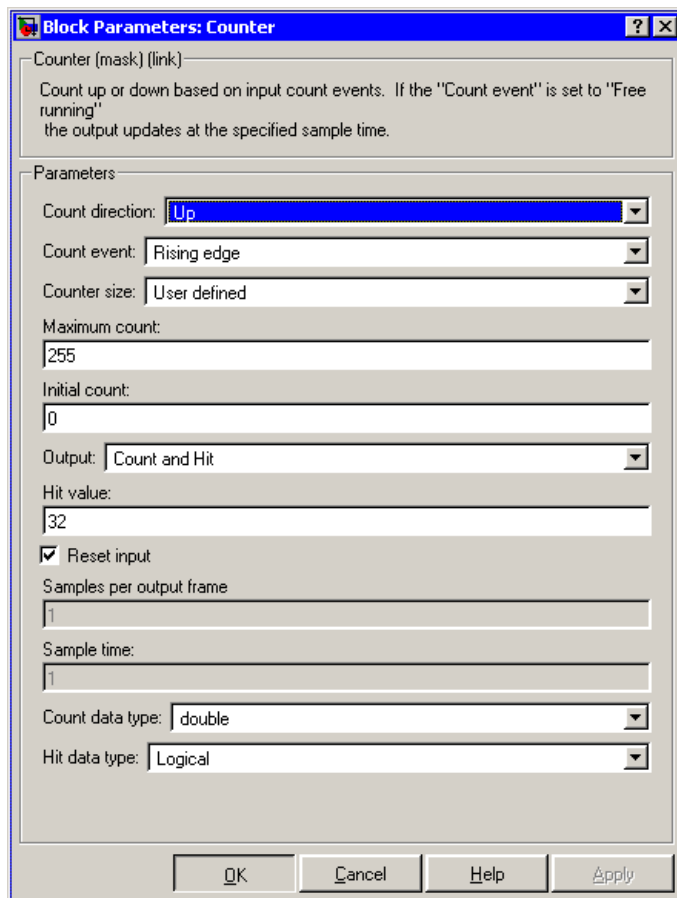 Block Parameters: Counter
Counter (mask) (link)
Count up or down based on input count events. If the "Count event" is set to "Free
running"
the output updates at the specified sample time.
Parameters
Count direction: Up
Count event: Rising edge
Counter size: User defined
Maximum count:
255
Initial count:
0
Output: Count and Hit
Hit value:
32
Reset input
Samples per output frame
1
Sample time:
1
Count data type: double
Hit data type: Logical
OK Cancel Help Apply